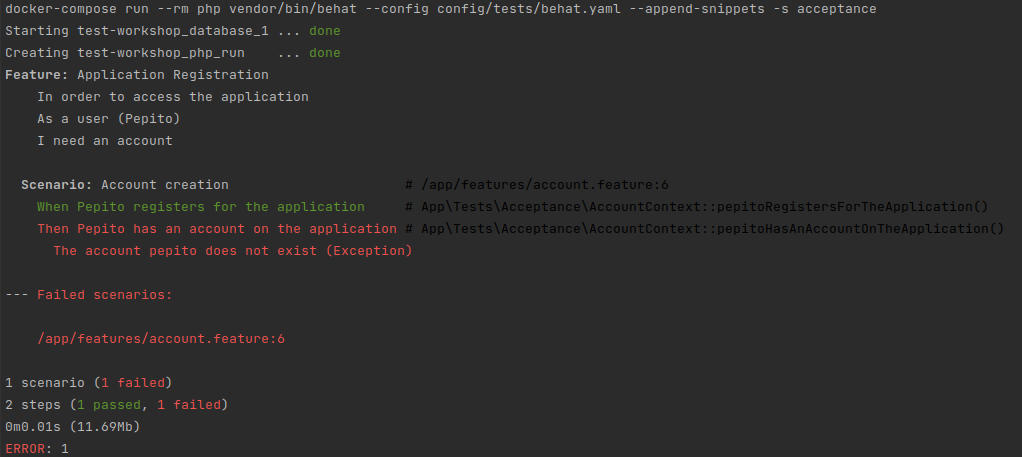 docker-compose run --rm php vendor/bin/behat --config config/tests/behat.yaml --append-snippets -s acceptance
Starting test-workshop_database_1 ... done
Creating test-workshop_php_run    ... done
Feature: Application Registration
    In order to access the application
    As a user (Pepito)
    I need an account
  Scenario: Account creation                      # /app/features/account.feature:6
    When Pepito registers for the application     # App\Tests\Acceptance\AccountContext::pepitoRegistersForTheApplication()
    Then Pepito has an account on the application # App\Tests\Acceptance\AccountContext::pepitoHasAnAccountOnTheApplication()
      The account pepito does not exist (Exception)
--- Failed scenarios:
    /app/features/account.feature:6
1 scenario (1 failed)
2 steps (1 passed, 1 failed)
0m0.01s (11.69Mb)
ERROR: 1